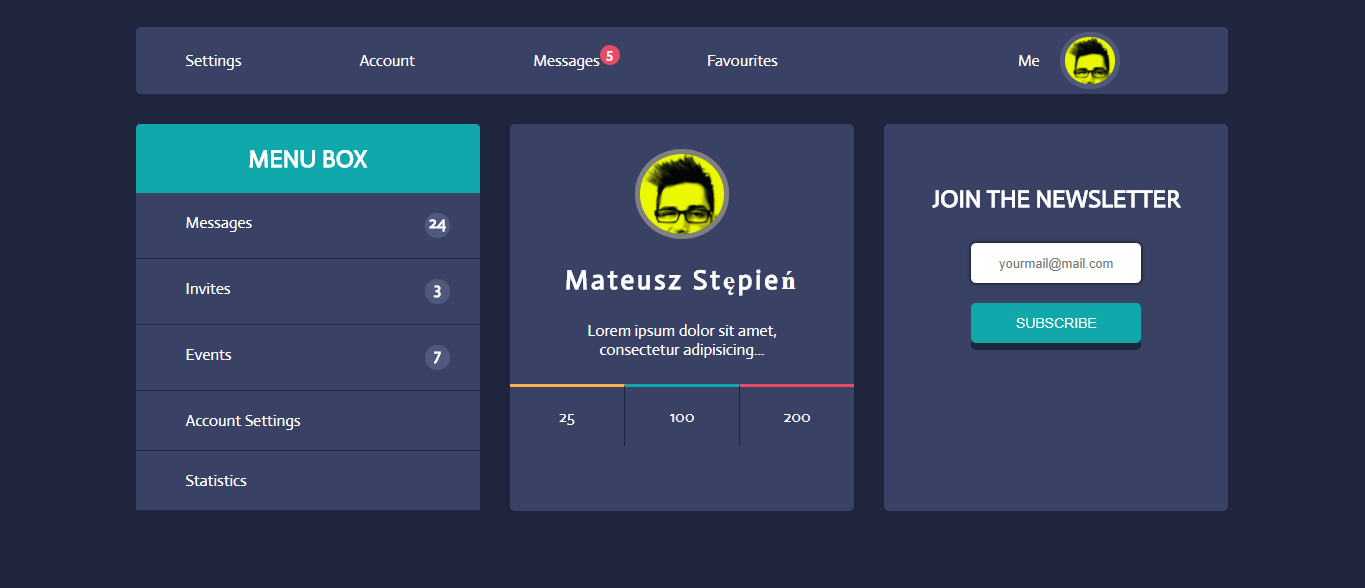 Settings
Account
Messages 5
Favourites
Me
MENU BOX
Messages 24
Invites 3
Events 7
Account Settings
Statistics
Mateusz Stępień
Lorem ipsum dolor sit amet,
consectetur adipisicing...
25 100 200
JOIN THE NEWSLETTER
yourmail@mail.com
SUBSCRIBE